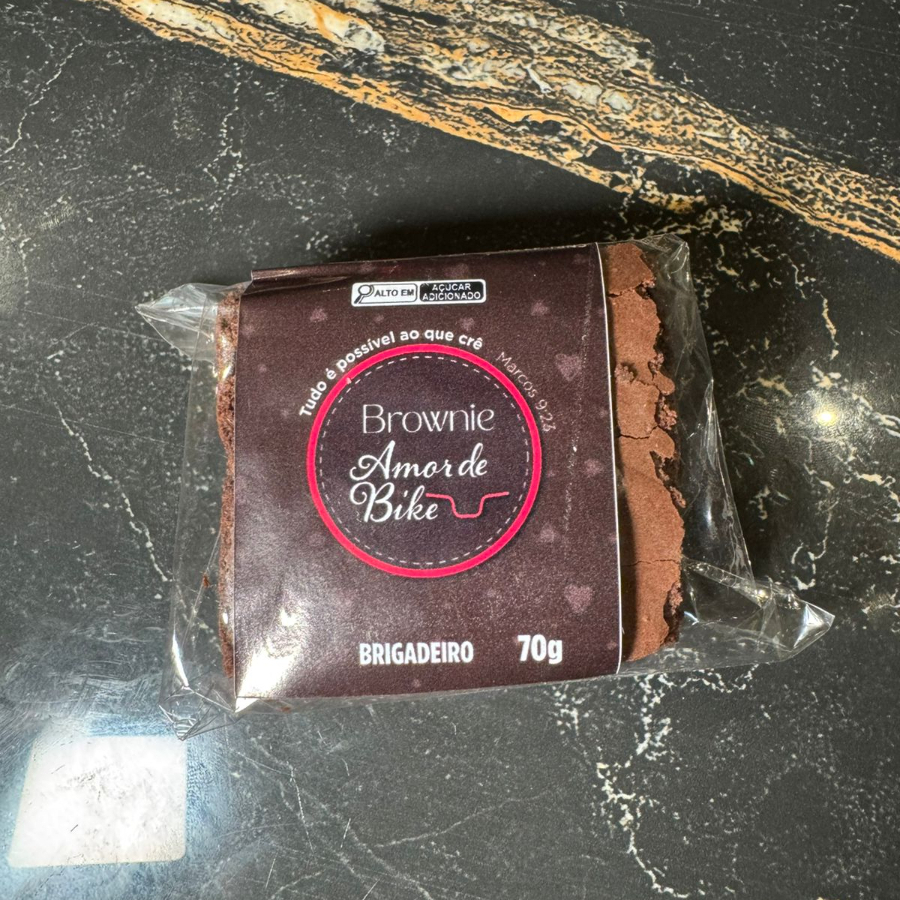 ALTO EM
AÇÚCAR
ADICIONADO
Tudo é possível ao que crê
Marcos 9:23
Brownie
Amor de
Bike
BRIGADEIRO 70g